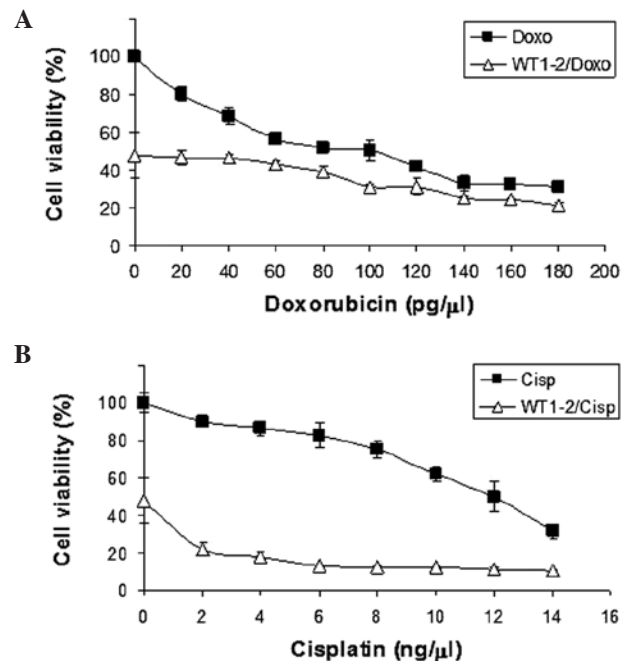 A
Doxo
WT1-2/Doxo
Cell viability (%)
120
100
80
60
40
20
0
0 20 40 60 80 100 120 140 160 180 200
Doxorubicin (pg/µl)
B
Cisp
WT1-2/Cisp
Cell viability (%)
120
100
80
60
40
20
0
0 2 4 6 8 10 12 14 16
Cisplatin (ng/µl)